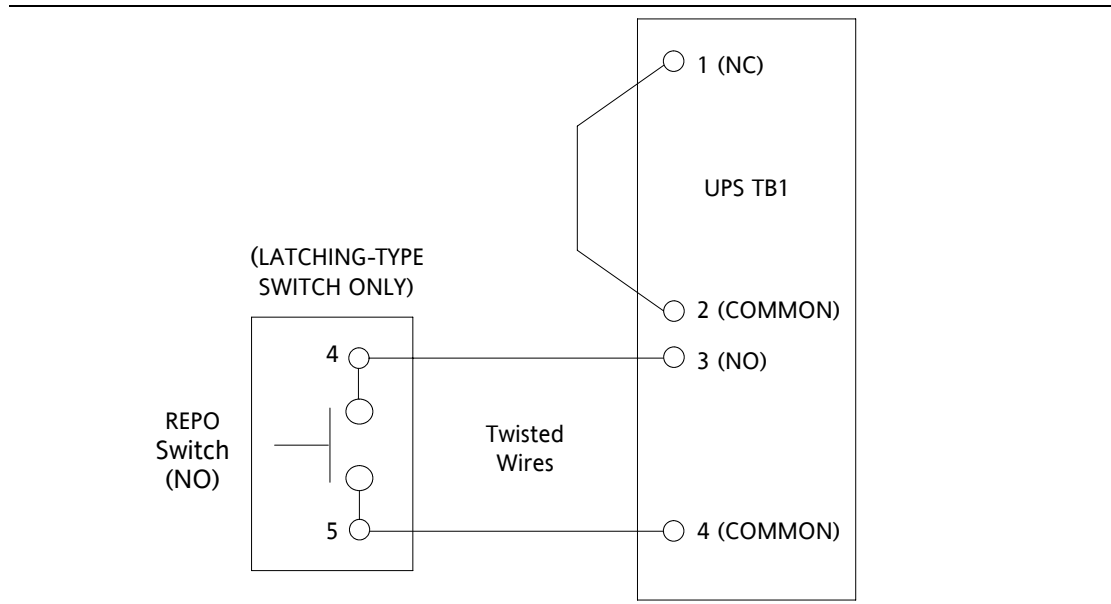 1 (NC)
UPS TB1
(LATCHING-TYPE
SWITCH ONLY)
2 (COMMON)
4
3 (NO)
REPO
Switch
(NO)
Twisted
Wires
5
4 (COMMON)